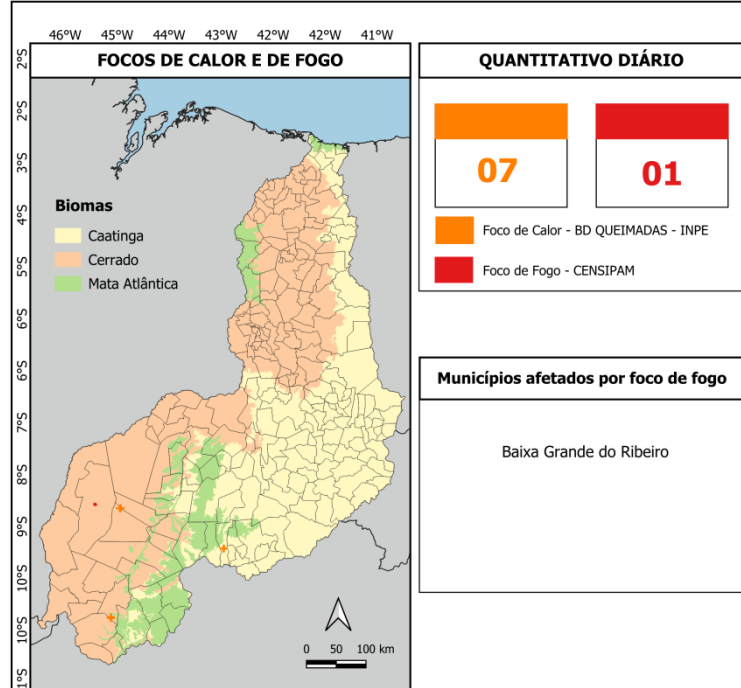 46°W 45°W 44°W 43°W 42°W 42°W 41°W
FOCOS DE CALOR E DE FOGO
2°S
2°S
3°S
4°S
5°S
6°S
7°S
8°S
9°S
10°S
10°S
11°S
Biomas
Caatinga
Cerrado
Mata Atlântica
0 50 100 km
QUANTITATIVO DIÁRIO
07 01
Foco de Calor - BD QUEIMADAS - INPE
Foco de Fogo - CENSIPAM
Municípios afetados por foco de fogo
Baixa Grande do Ribeiro